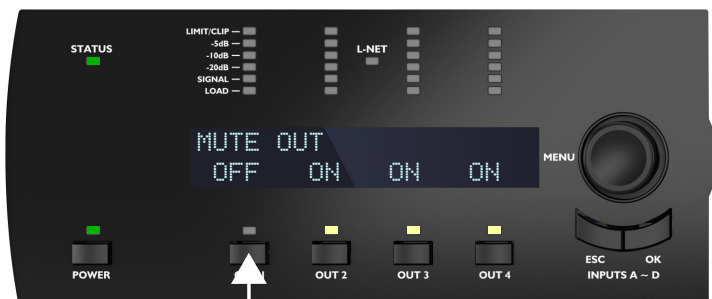 LIMIT/CLIP
-5dB
-10dB
-20dB
SIGNAL
LOAD
STATUS
L-NET
MUTE OUT
OFF ON ON ON
MENU
POWER
OUT 2
OUT 3
OUT 4
ESC OK
INPUTS A ~ D